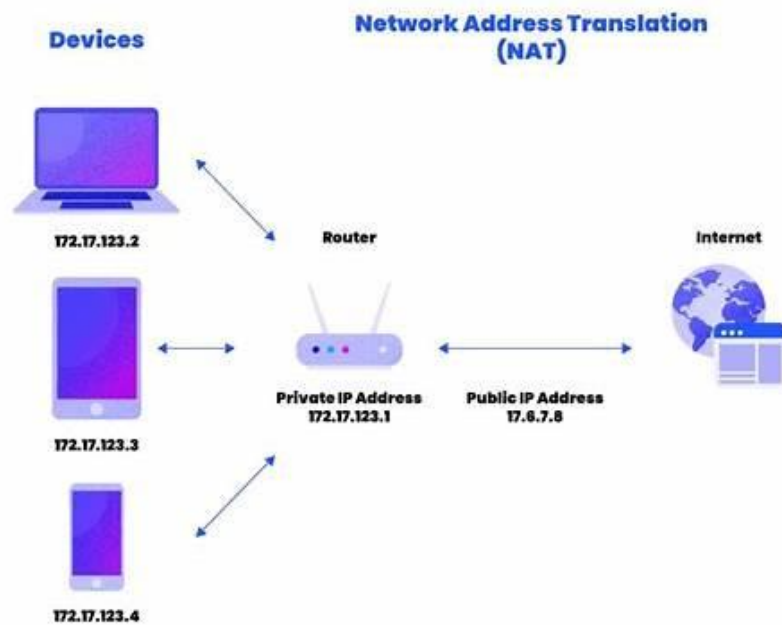 Devices
Network Address Translation
(NAT)
172.17.123.2
Router
Internet
172.17.123.3
Private IP Address
172.17.123.1
Public IP Address
17.6.7.8
172.17.123.4